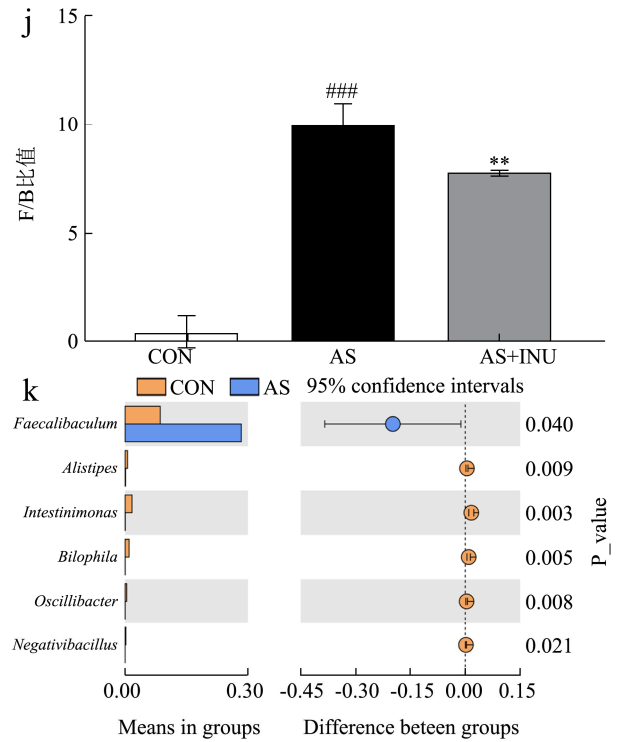 j
15
10
5
0
F/B比值
###
**
CON
AS
AS+INU
k
CON
AS
95% confidence intervals
Faecalibaculum
0.040
Alistipes
0.009
Intestinimonas
0.003
Bilophila
0.005
Oscillibacter
0.008
Negativibacillus
0.021
P_value
0.00
0.30
-0.45
-0.30
-0.15
0.00
0.15
Means in groups
Difference beteen groups